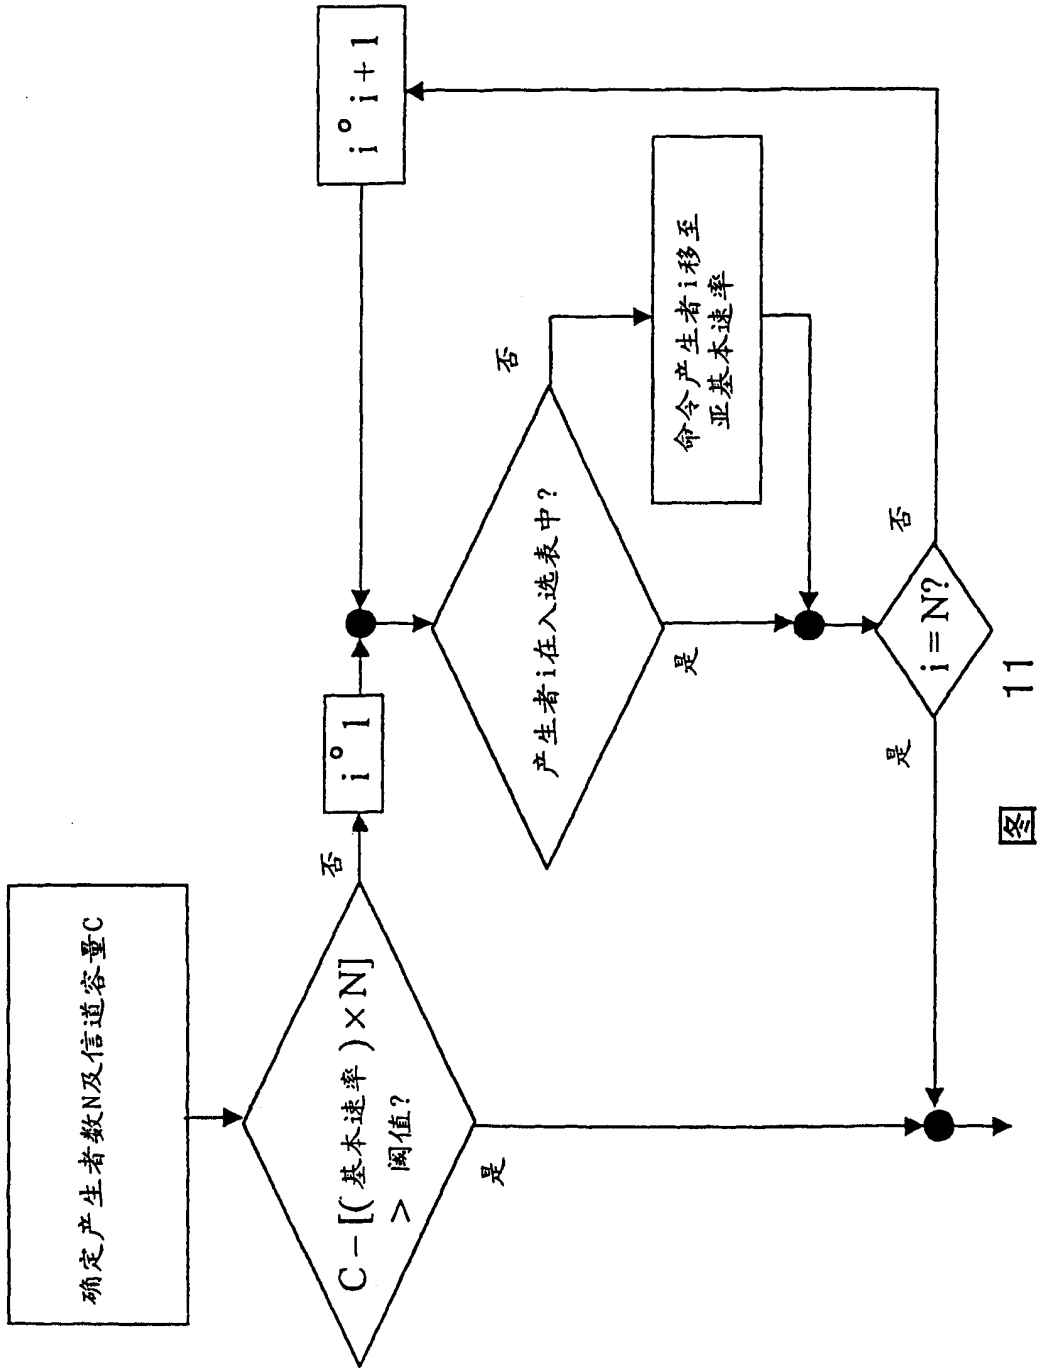 确定产生者数N及信道容量C
C-[(基本速率)×N]
> 阈值?
是
否
i°1
i°i+1
产生者i在入选表中?
否
是
命令产生者i移至
亚基本速率
i=N?
否
是
图 11